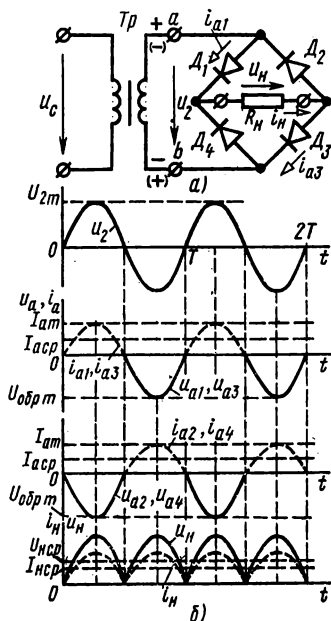 Тр + a i_a1
(−)
Д1 Д2
u_c u_2 u_н
R_н i_н
Д4 Д3
− b
(+) i_a3
а)
U_2m
u_2 2T
0 T t
u_a, i_a
I_am
I_aср
0 t
i_a1, i_a3 u_a1, u_a3
U_обр m
I_am i_a2, i_a4
I_aср
0 t
U_обр m u_a2, u_a4
i_н u_н u_н
U_нср
I_нср
0 t
i_н
б)